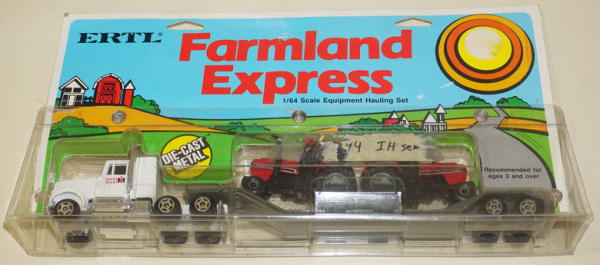 ERTL
Farmland
Express
1/64 Scale Equipment Hauling Set
DIE-CAST
METAL
IH
Recommended for
ages 3 and over